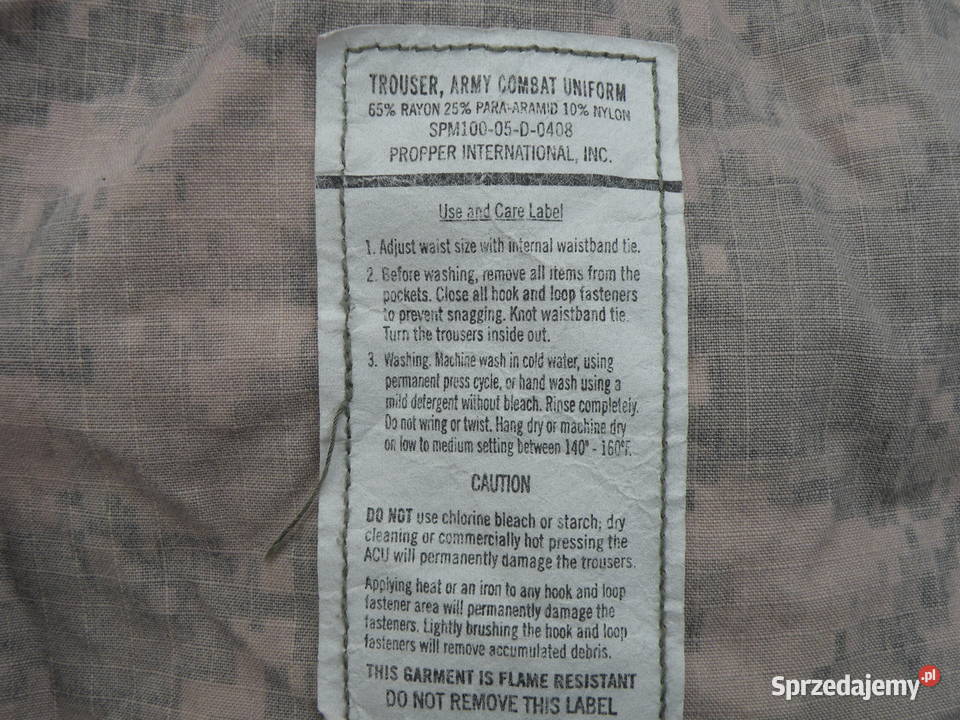 TROUSER, ARMY COMBAT UNIFORM
65% RAYON 25% PARA-ARAMID 10% NYLON
SPM100-05-D-0408
PROPPER INTERNATIONAL, INC.
Use and Care Label
1. Adjust waist size with internal waistband tie.
2. Before washing, remove all items from the
pockets. Close all hook and loop fasteners
to prevent snagging. Knot waistband tie.
Turn the trousers inside out.
3. Washing. Machine wash in cold water, using
permanent press cycle, or hand wash using a
mild detergent without bleach. Rinse completely.
Do not wring or twist. Hang dry or machine dry
on low to medium setting between 140° - 160°F.
CAUTION
DO NOT use chlorine bleach or starch; dry
cleaning or commercially hot pressing the
ACU will permanently damage the trousers.
Applying heat or an iron to any hook and loop
fastener area will permanently damage the
fasteners. Lightly brushing the hook and loop
fasteners will remove accumulated debris.
THIS GARMENT IS FLAME RESISTANT
DO NOT REMOVE THIS LABEL
Sprzedajemy.pl